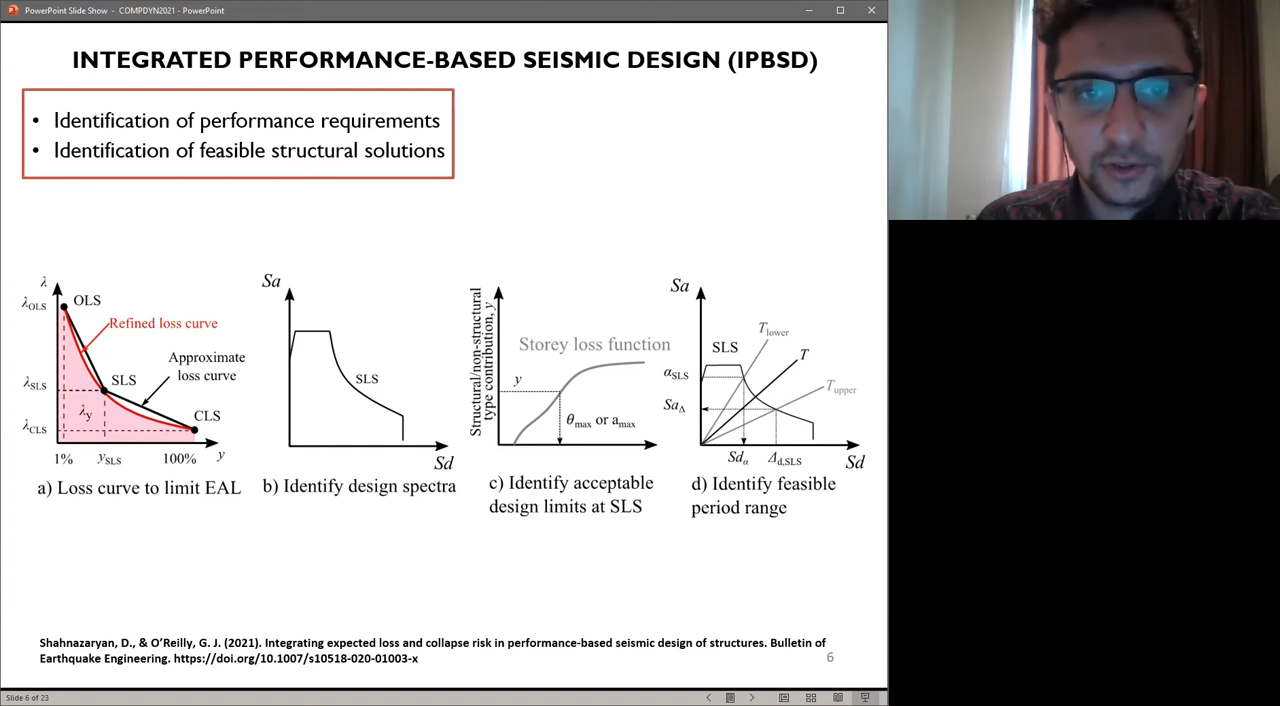 PowerPoint Slide Show - COMPDYN2021 - PowerPoint
INTEGRATED PERFORMANCE-BASED SEISMIC DESIGN (IPBSD)
• Identification of performance requirements
• Identification of feasible structural solutions
λ
λOLS
OLS
Refined loss curve
Approximate
loss curve
λSLS
SLS
λy
CLS
λCLS
1%
ySLS
100%
y
a) Loss curve to limit EAL
Sa
SLS
Sd
b) Identify design spectra
Structural/non-structural
type contribution, y
Storey loss function
y
θmax or amax
c) Identify acceptable
design limits at SLS
Sa
Tlower
SLS
T
αSLS
Tupper
SaΔ
Sdα
Δd,SLS
Sd
d) Identify feasible
period range
Shahnazaryan, D., & O’Reilly, G. J. (2021). Integrating expected loss and collapse risk in performance-based seismic design of structures. Bulletin of
Earthquake Engineering. https://doi.org/10.1007/s10518-020-01003-x
6
Slide 6 of 23